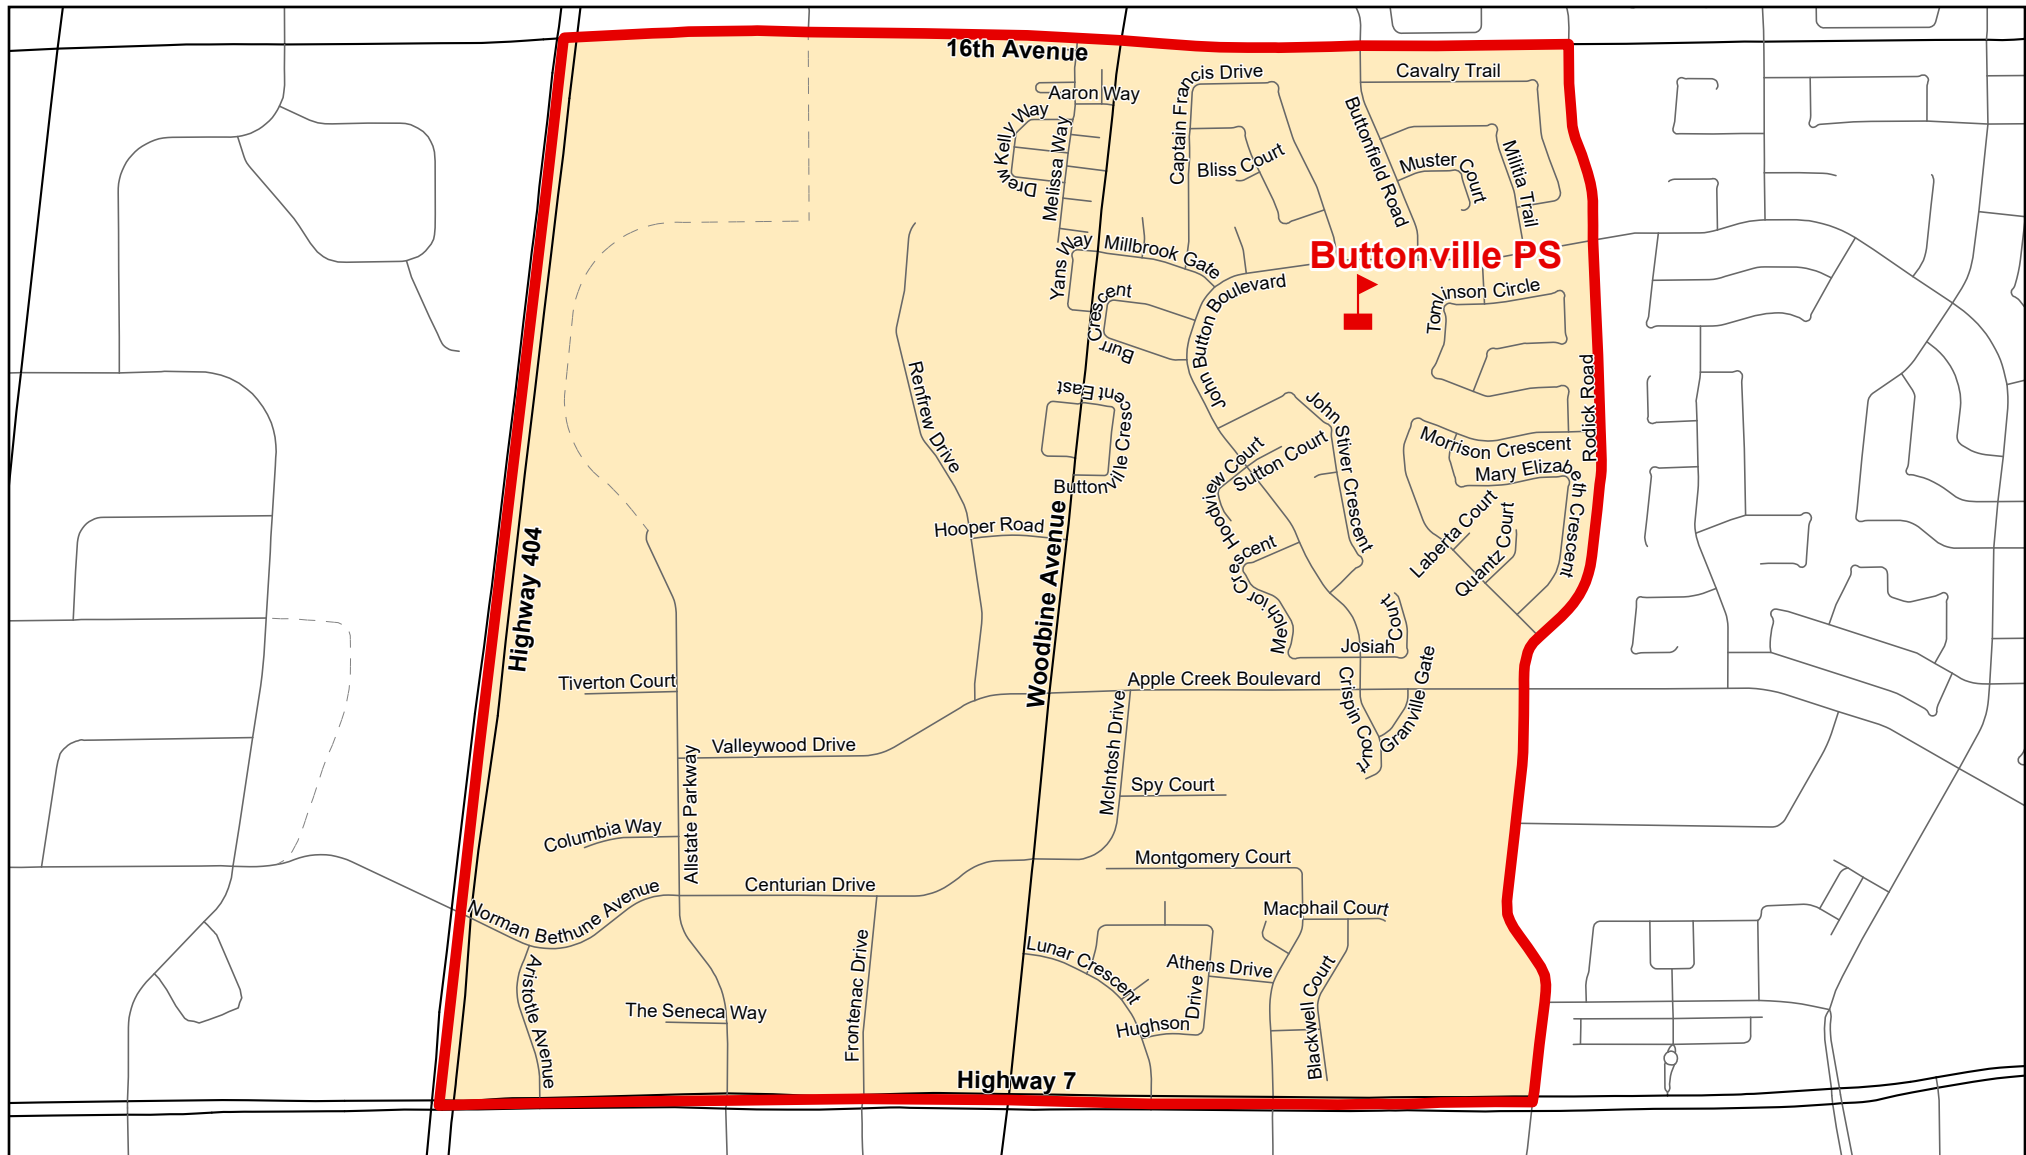 16th Avenue
Cavalry Trail
Captain Francis Drive
Aaron Way
Drew Kelly Way
Melissa Way
Bliss Court
Buttonfield Road
Muster Court
Militia Trail
Yans Way
Millbrook Gate
Buttonville PS
John Button Boulevard
Tomlinson Circle
Burr Crescent
Renfrew Drive
Buttonville Crescent East
Rodick Road
John Stiver Crescent
Morrison Crescent
Mary Elizabeth Crescent
Hoodview Court
Sutton Court
Laberta Court
Quantz Court
Hooper Road
Woodbine Avenue
Highway 404
Melchior Crescent
Josiah Court
Tiverton Court
Apple Creek Boulevard
Crispin Court
Granville Gate
Valleywood Drive
McIntosh Drive
Spy Court
Allstate Parkway
Columbia Way
Montgomery Court
Centurian Drive
Norman Bethune Avenue
Macphail Court
Lunar Crescent
Athens Drive
Aristotle Avenue
Frontenac Drive
Blackwell Court
The Seneca Way
Hughson Drive
Highway 7